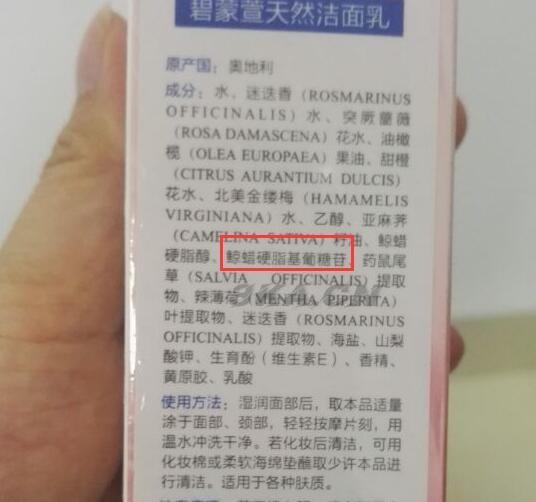 碧蒙萱天然洁面乳
原产国：奥地利
成分：水、迷迭香（ROSMARINUS
OFFICINALIS）水、突厥蔷薇
（ROSA DAMASCENA）花水、油橄
榄（OLEA EUROPAEA）果油、甜橙
（CITRUS AURANTIUM DULCIS）
花水、北美金缕梅（HAMAMELIS
VIRGINIANA）水、乙醇、亚麻荠
（CAMELINA SATIVA）籽油、鲸蜡
硬脂醇、鲸蜡硬脂基葡糖苷、药鼠尾
草（SALVIA OFFICINALIS）提取
物、辣薄荷（MENTHA PIPERITA）
叶提取物、迷迭香（ROSMARINUS
OFFICINALIS）提取物、海盐、山梨
酸钾、生育酚（维生素E）、香精、
黄原胶、乳酸
使用方法：湿润面部后，取本品适量
涂于面部、颈部，轻轻按摩片刻，用
温水冲洗干净。若化妆后清洁，可用
化妆棉或柔软海绵垫蘸取少许本品进
行清洁。适用于各种肤质。